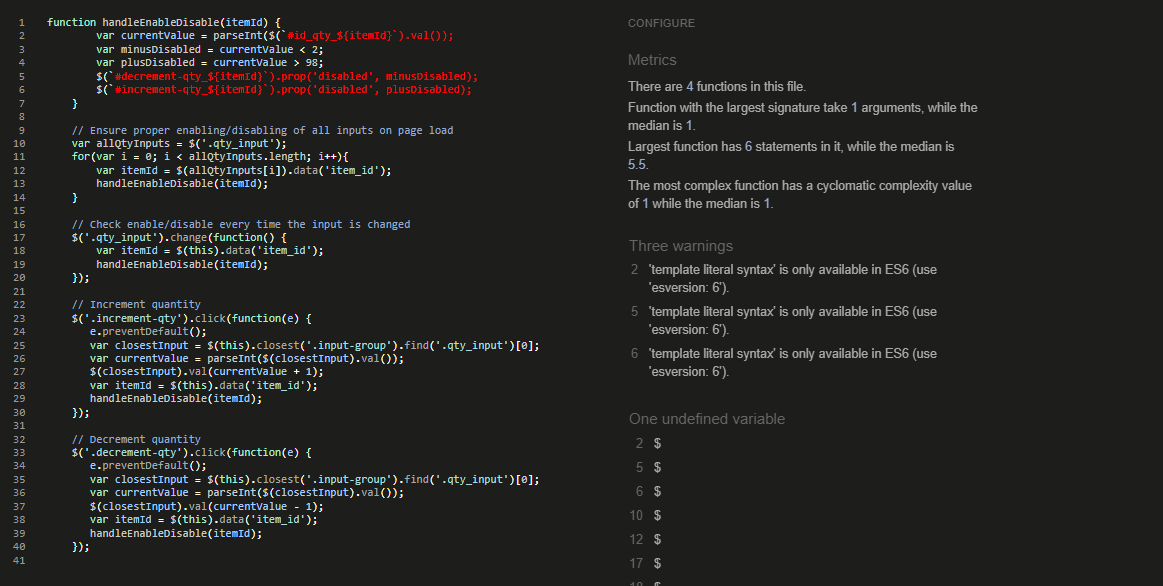 1 function handleEnableDisable(itemId) {
2 var currentValue = parseInt($(`#id_qty_${itemId}`).val());
3 var minusDisabled = currentValue < 2;
4 var plusDisabled = currentValue > 98;
5 $(`#decrement-qty_${itemId}`).prop('disabled', minusDisabled);
6 $(`#increment-qty_${itemId}`).prop('disabled', plusDisabled);
7 }
8
9 // Ensure proper enabling/disabling of all inputs on page load
10 var allQtyInputs = $('.qty_input');
11 for(var i = 0; i < allQtyInputs.length; i++){
12 var itemId = $(allQtyInputs[i]).data('item_id');
13 handleEnableDisable(itemId);
14 }
15
16 // Check enable/disable every time the input is changed
17 $('.qty_input').change(function() {
18 var itemId = $(this).data('item_id');
19 handleEnableDisable(itemId);
20 });
21
22 // Increment quantity
23 $('.increment-qty').click(function(e) {
24 e.preventDefault();
25 var closestInput = $(this).closest('.input-group').find('.qty_input')[0];
26 var currentValue = parseInt($(closestInput).val());
27 $(closestInput).val(currentValue + 1);
28 var itemId = $(this).data('item_id');
29 handleEnableDisable(itemId);
30 });
31
32 // Decrement quantity
33 $('.decrement-qty').click(function(e) {
34 e.preventDefault();
35 var closestInput = $(this).closest('.input-group').find('.qty_input')[0];
36 var currentValue = parseInt($(closestInput).val());
37 $(closestInput).val(currentValue - 1);
38 var itemId = $(this).data('item_id');
39 handleEnableDisable(itemId);
40 });
41
CONFIGURE
Metrics
There are 4 functions in this file.
Function with the largest signature take 1 arguments, while the
median is 1.
Largest function has 6 statements in it, while the median is
5.5.
The most complex function has a cyclomatic complexity value
of 1 while the median is 1.
Three warnings
2 'template literal syntax' is only available in ES6 (use
'esversion: 6').
5 'template literal syntax' is only available in ES6 (use
'esversion: 6').
6 'template literal syntax' is only available in ES6 (use
'esversion: 6').
One undefined variable
2 $
5 $
6 $
10 $
12 $
17 $